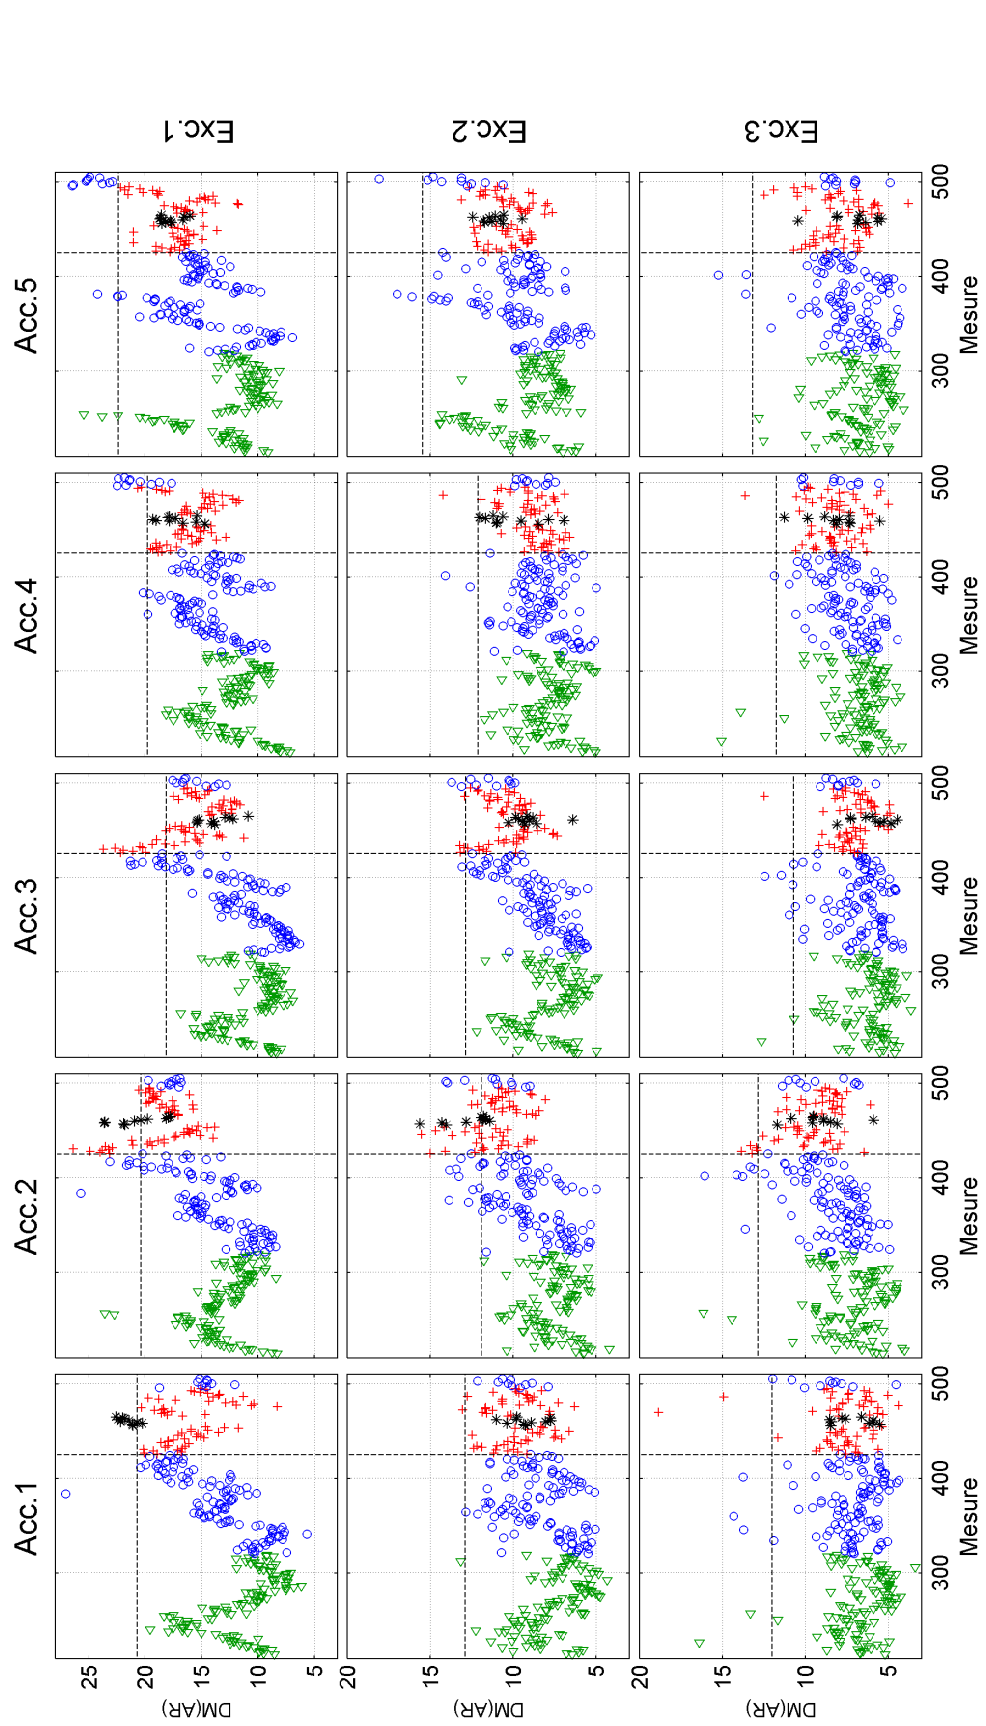 Acc.1 Acc.2 Acc.3 Acc.4 Acc.5
25
20
15
10
5
DM(AR)
Exc.1
20
15
10
5
DM(AR)
Exc.2
20
15
10
5
DM(AR)
Exc.3
300 400 500 300 400 500 300 400 500 300 400 500 300 400 500
Mesure Mesure Mesure Mesure Mesure